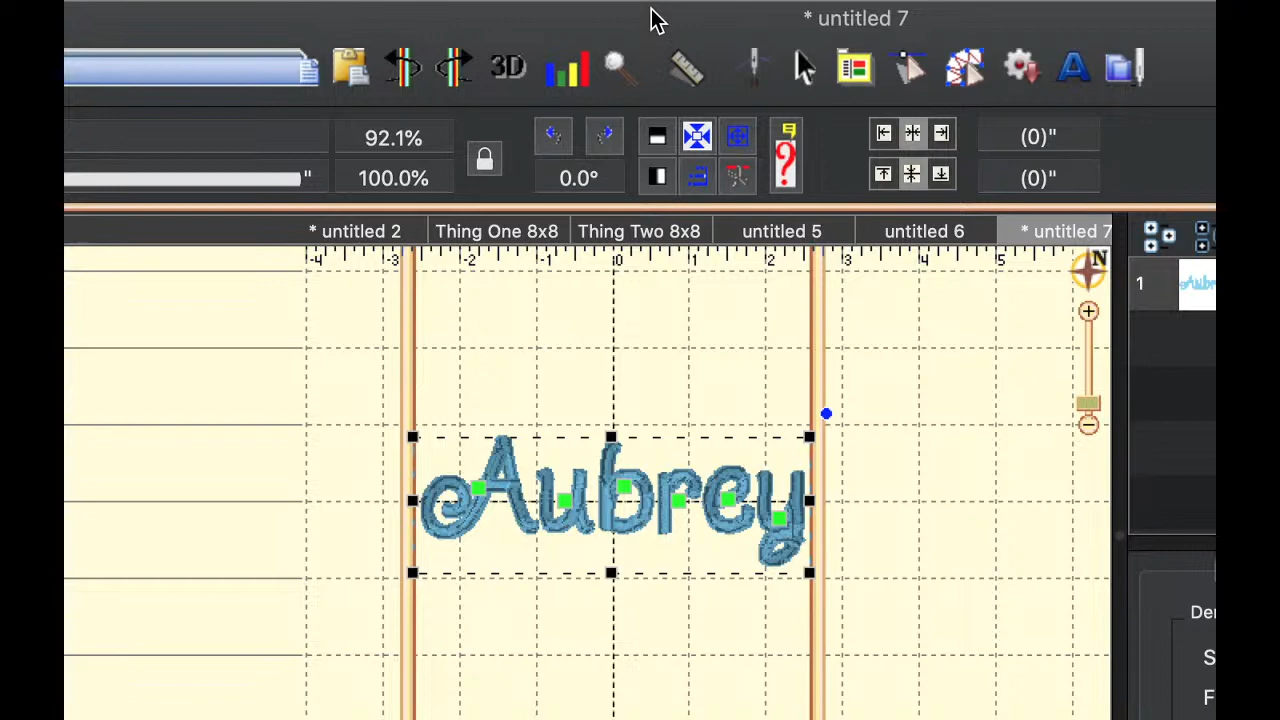 * untitled 7
3D
A
92.1%
(0)"
" 100.0%
0.0°
?
(0)"
* untitled 2
Thing One 8x8
Thing Two 8x8
untitled 5
untitled 6
* untitled 7
-4 -3 -2 -1 0 1 2 3 4 5
N
1
Aubrey